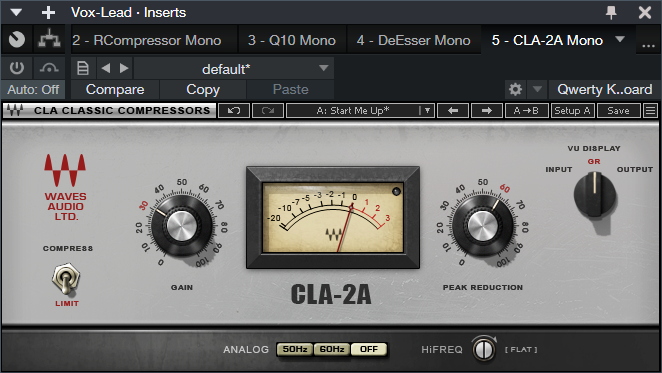 Vox-Lead · Inserts
2 - RCompressor Mono
3 - Q10 Mono
4 - DeEsser Mono
5 - CLA-2A Mono
...
default*
Auto: Off
Compare
Copy
Paste
Qwerty K..oard
CLA CLASSIC COMPRESSORS
A: Start Me Up*
A→B
Setup A
Save
WAVES
AUDIO
LTD.
COMPRESS
LIMIT
0 10 20 30 40 50 60 70 80 90 100
GAIN
-20 -10 -7 -5 -3 -2 -1 0 1 2 3
CLA-2A
0 10 20 30 40 50 60 70 80 90 100
PEAK REDUCTION
VU DISPLAY
INPUT
GR
OUTPUT
ANALOG
50Hz
60Hz
OFF
HiFREQ
[ FLAT ]